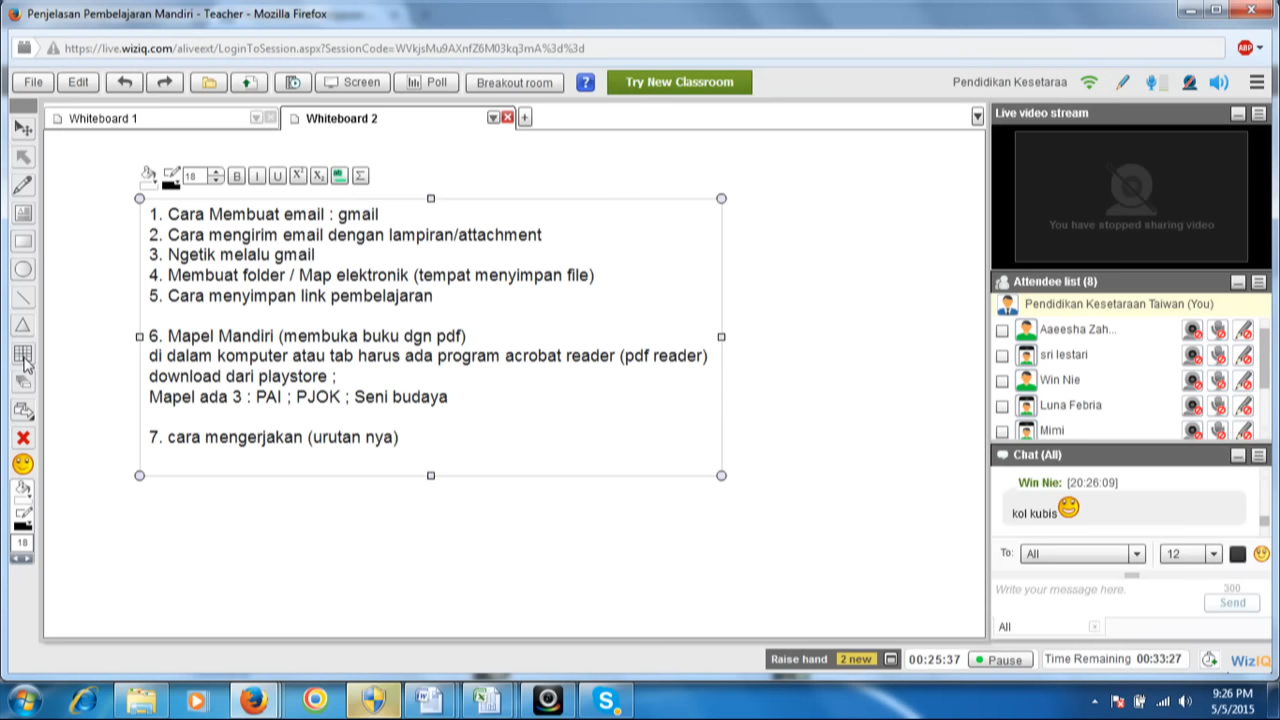 Penjelasan Pembelajaran Mandiri - Teacher - Mozilla Firefox
https://live.wiziq.com/aliveext/LoginToSession.aspx?SessionCode=WVkjsMu9AXnfZ6M03kq3mA%3d%3d
ABP
File Edit Screen Poll Breakout room ? Try New Classroom Pendidikan Kesetaraa
Whiteboard 1 Whiteboard 2
Live video stream
You have stopped sharing video
18 B I U X² X₂ Σ
1. Cara Membuat email : gmail
2. Cara mengirim email dengan lampiran/attachment
3. Ngetik melalu gmail
4. Membuat folder / Map elektronik (tempat menyimpan file)
5. Cara menyimpan link pembelajaran
6. Mapel Mandiri (membuka buku dgn pdf)
di dalam komputer atau tab harus ada program acrobat reader (pdf reader)
download dari playstore ;
Mapel ada 3 : PAI ; PJOK ; Seni budaya
7. cara mengerjakan (urutan nya)
18
Attendee list (8)
Pendidikan Kesetaraan Taiwan (You)
Aaeesha Zah...
sri lestari
Win Nie
Luna Febria
Mimi
Chat (All)
Win Nie: [20:26:09]
kol kubis
To: All 12
Write your message here. 300
Send
All
Raise hand 2 new 00:25:37 Pause Time Remaining 00:33:27 WizIQ
9:26 PM
5/5/2015